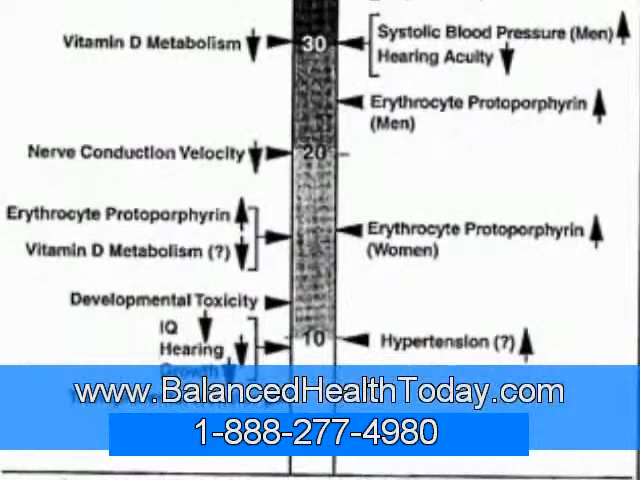 Vitamin D Metabolism
30
Systolic Blood Pressure (Men)
Hearing Acuity
Erythrocyte Protoporphyrin
(Men)
Nerve Conduction Velocity
20
Erythrocyte Protoporphyrin
Vitamin D Metabolism (?)
Erythrocyte Protoporphyrin
(Women)
Developmental Toxicity
IQ
Hearing
Growth
10
Hypertension (?)
www.BalancedHealthToday.com
1-888-277-4980